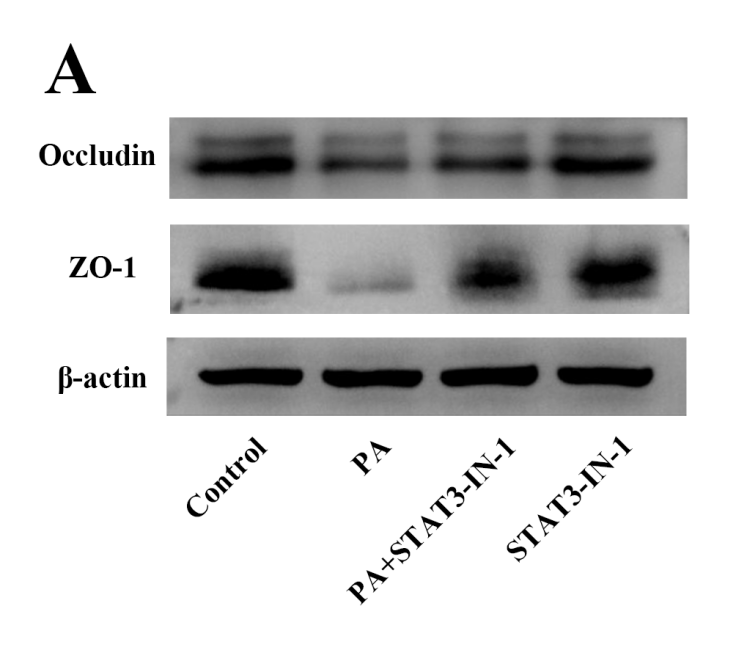 A
Occludin
ZO-1
β-actin
Control
PA
PA+STAT3-IN-1
STAT3-IN-1